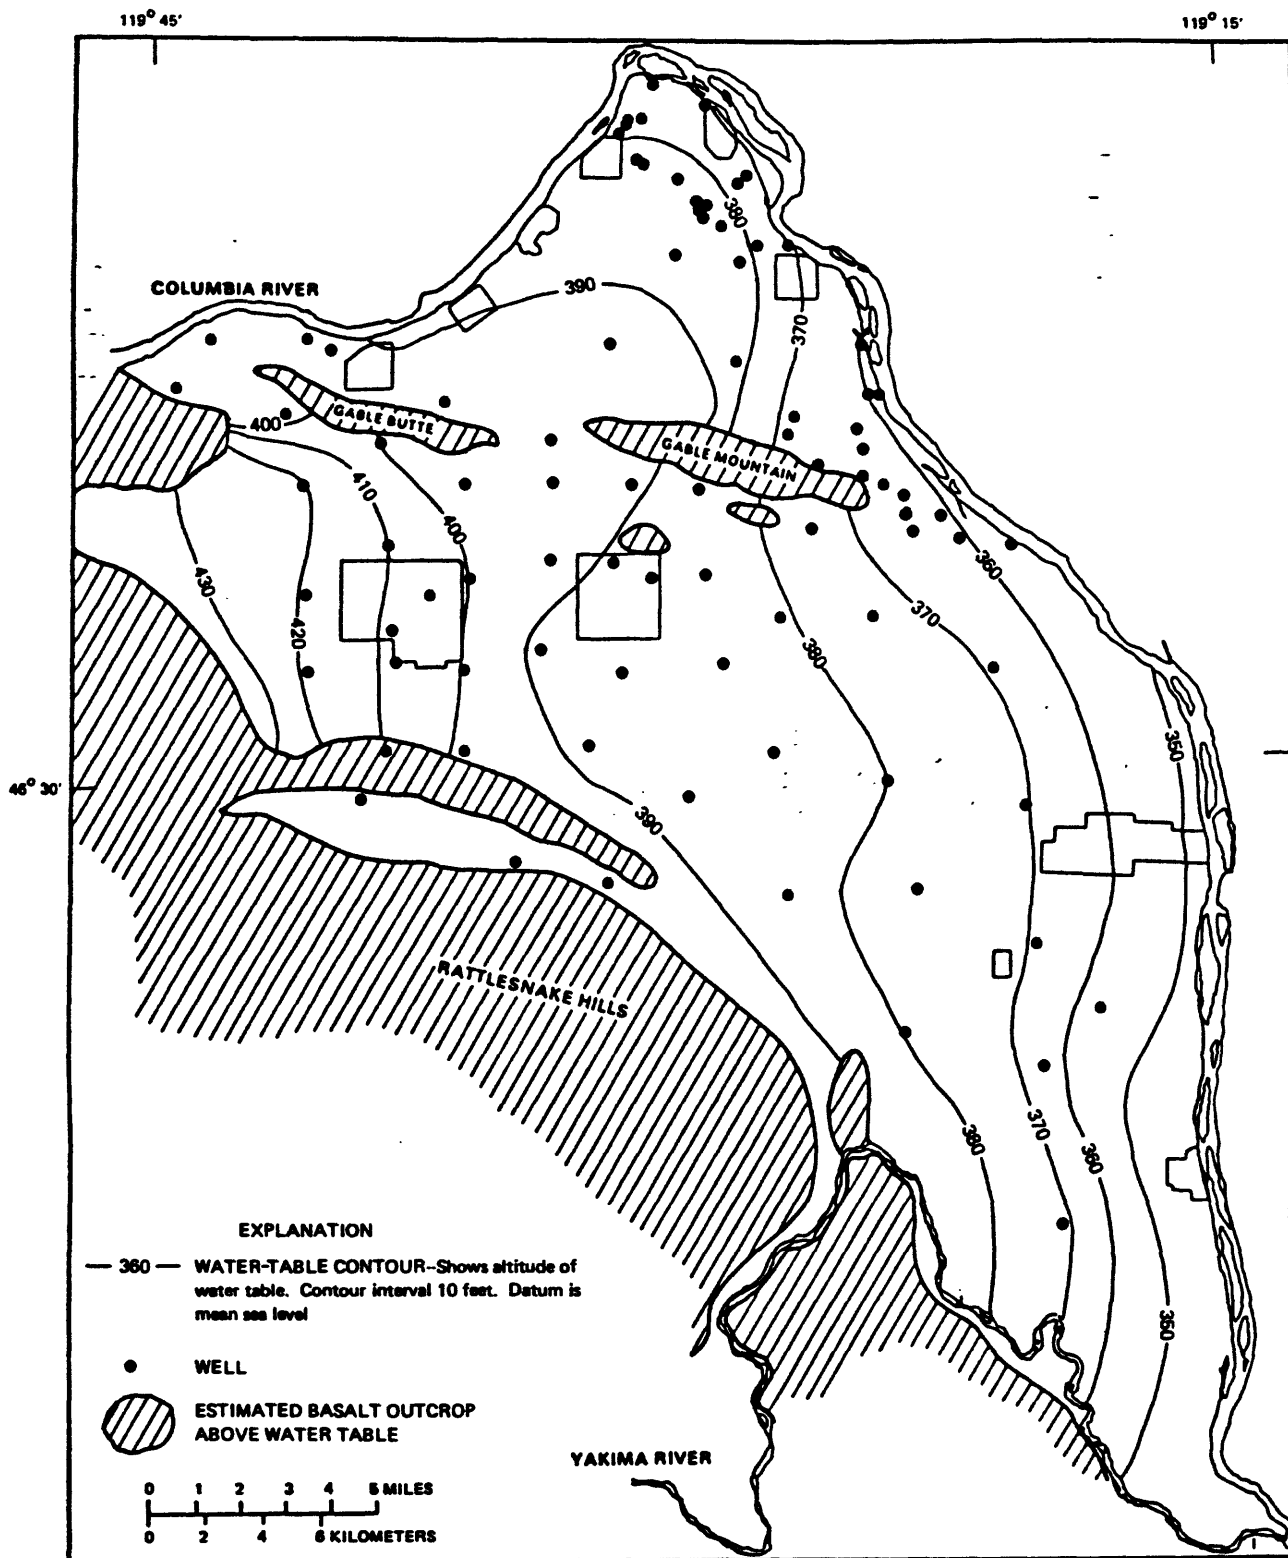 119° 45'
119° 15'
380
COLUMBIA RIVER
390
370
400
GABLE BUTTE
GABLE MOUNTAIN
410
400
430
360
370
420
380
350
46° 30'
390
RATTLESNAKE HILLS
380
370
360
350
EXPLANATION
— 360 — WATER-TABLE CONTOUR--Shows altitude of
water table. Contour interval 10 feet. Datum is
mean sea level
WELL
ESTIMATED BASALT OUTCROP
ABOVE WATER TABLE
YAKIMA RIVER
0 1 2 3 4 5 MILES
0 2 4 6 KILOMETERS